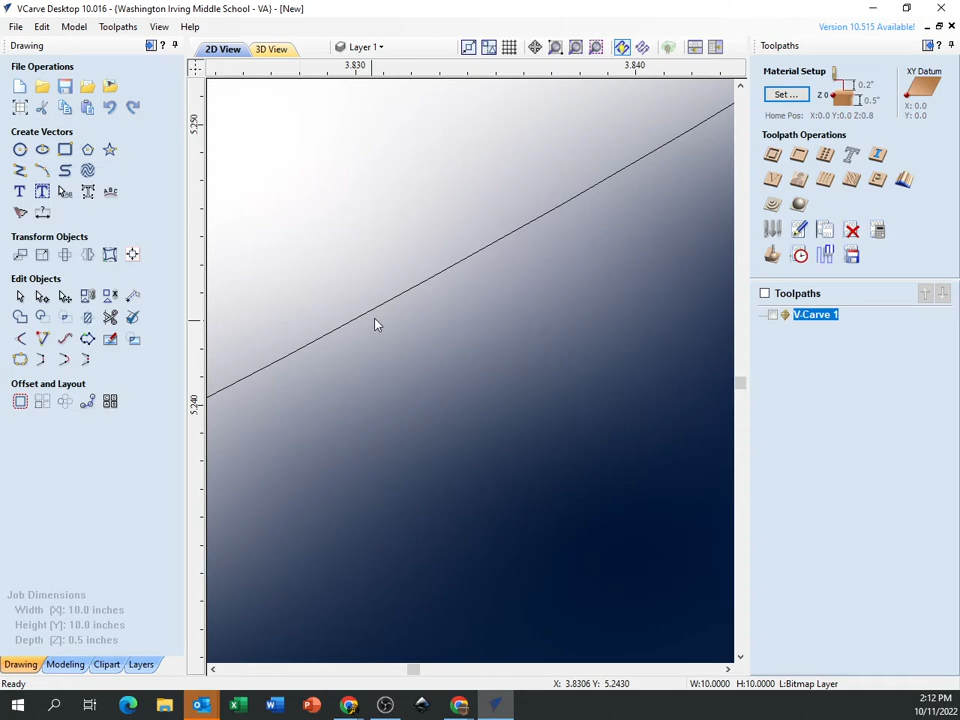 VCarve Desktop 10.016 - {Washington Irving Middle School - VA} - [New]
File Edit Model Toolpaths View Help
Version 10.515 Available!
Drawing
2D View 3D View Layer 1
Toolpaths
File Operations
3.830 3.840
Material Setup
XY Datum
Set ...
Z 0
0.2"
0.5"
X: 0.0
Y: 0.0
Home Pos: X:0.0 Y:0.0 Z:0.8
5.250
Create Vectors
Toolpath Operations
Transform Objects
Edit Objects
Toolpaths
V-Carve 1
Offset and Layout
5.240
Job Dimensions
Width [X]: 10.0 inches
Height [Y]: 10.0 inches
Depth [Z]: 0.5 inches
Drawing Modeling Clipart Layers
Ready
X: 3.8306 Y: 5.2430
W:10.0000 H:10.0000 L:Bitmap Layer
2:12 PM
10/11/2022